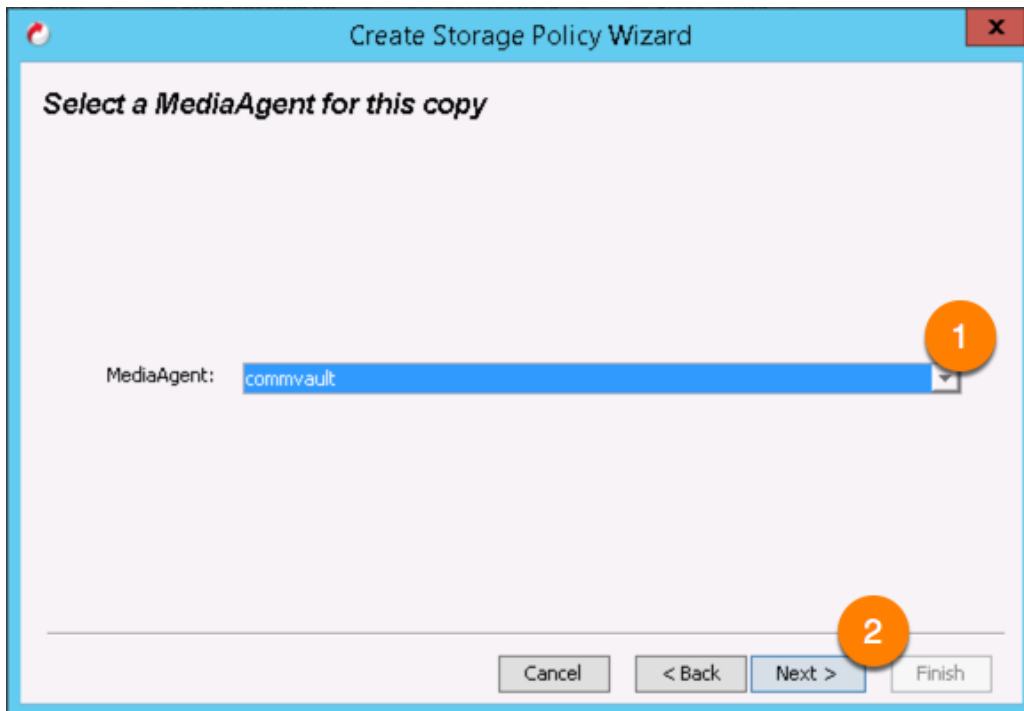 Create Storage Policy Wizard
x
Select a MediaAgent for this copy
1
MediaAgent: commvault
2
Cancel < Back Next > Finish